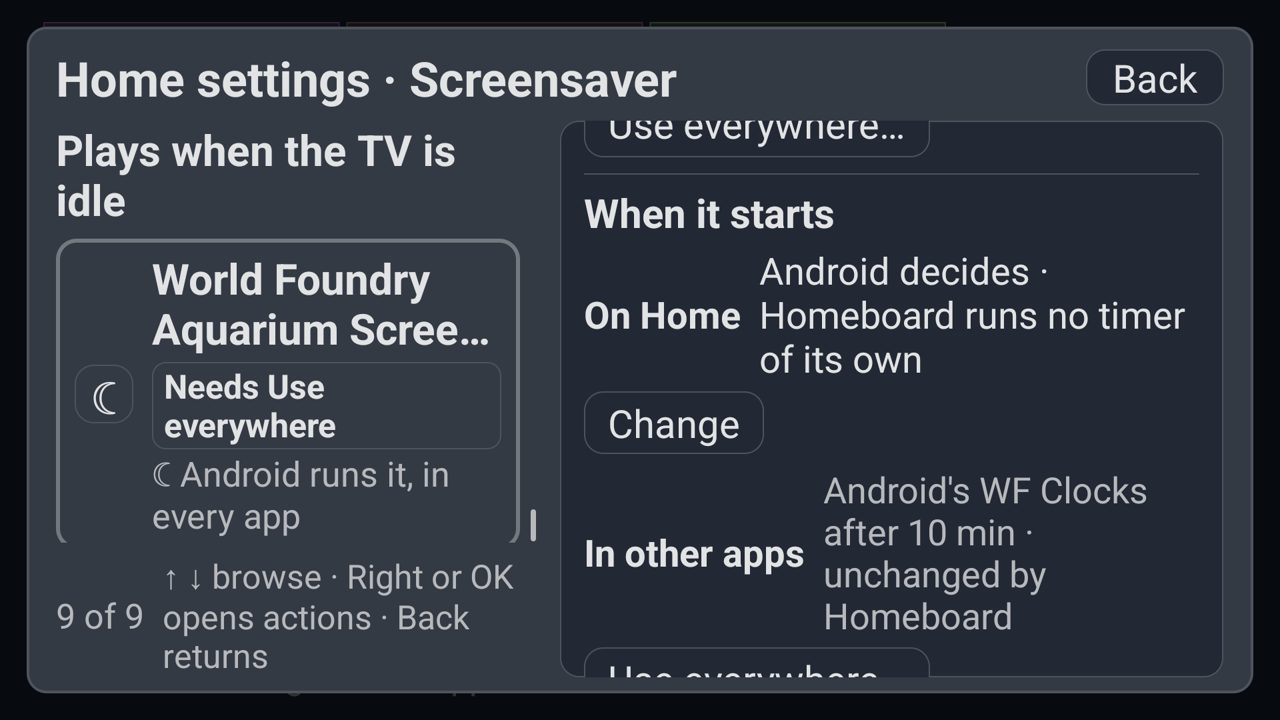 Home settings · Screensaver
Back
Plays when the TV is
idle
World Foundry
Aquarium Scree…
Needs Use
everywhere
☾ Android runs it, in
every app
9 of 9
↑ ↓ browse · Right or OK
opens actions · Back
returns
Use everywhere…
When it starts
On Home
Android decides ·
Homeboard runs no timer
of its own
Change
In other apps
Android's WF Clocks
after 10 min ·
unchanged by
Homeboard
Use everywhere…